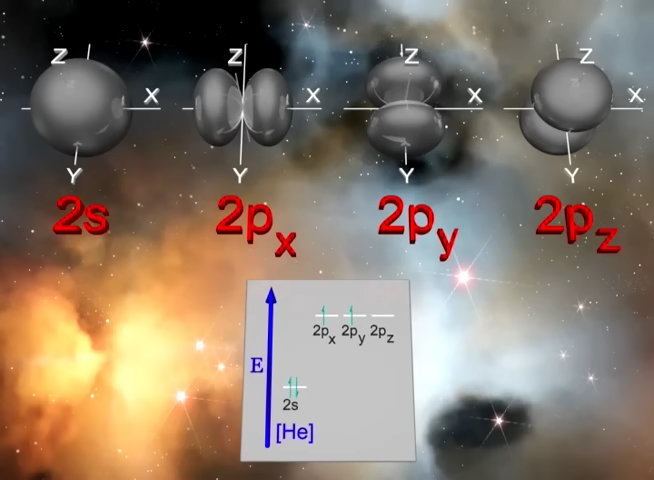 Z X Y Z X Y Z X Y Z X Y
2s 2px 2py 2pz
2px 2py 2pz
E
2s
[He]